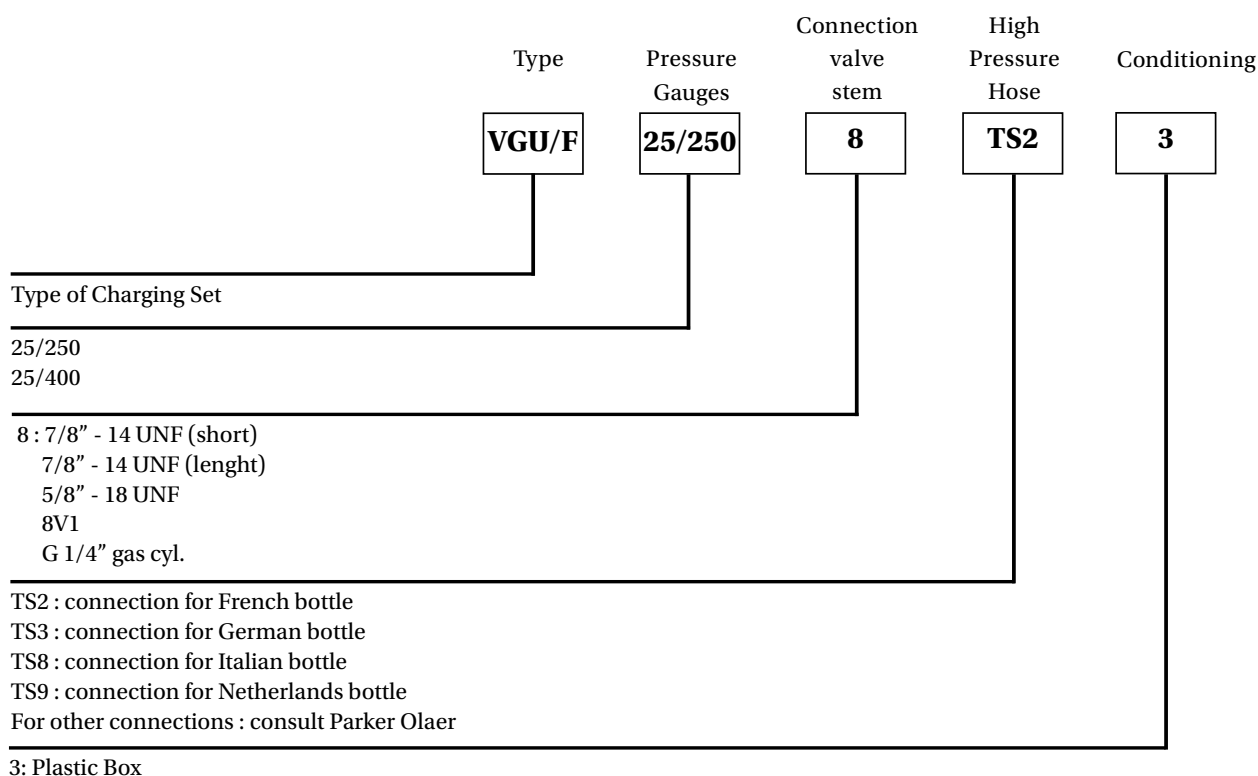 Type
Pressure
Gauges
Connection
valve
stem
High
Pressure
Hose
Conditioning
VGU/F
25/250
8
TS2
3
Type of Charging Set
25/250
25/400
8 : 7/8” - 14 UNF (short)
7/8” - 14 UNF (lenght)
5/8” - 18 UNF
8V1
G 1/4” gas cyl.
TS2 : connection for French bottle
TS3 : connection for German bottle
TS8 : connection for Italian bottle
TS9 : connection for Netherlands bottle
For other connections : consult Parker Olaer
3: Plastic Box